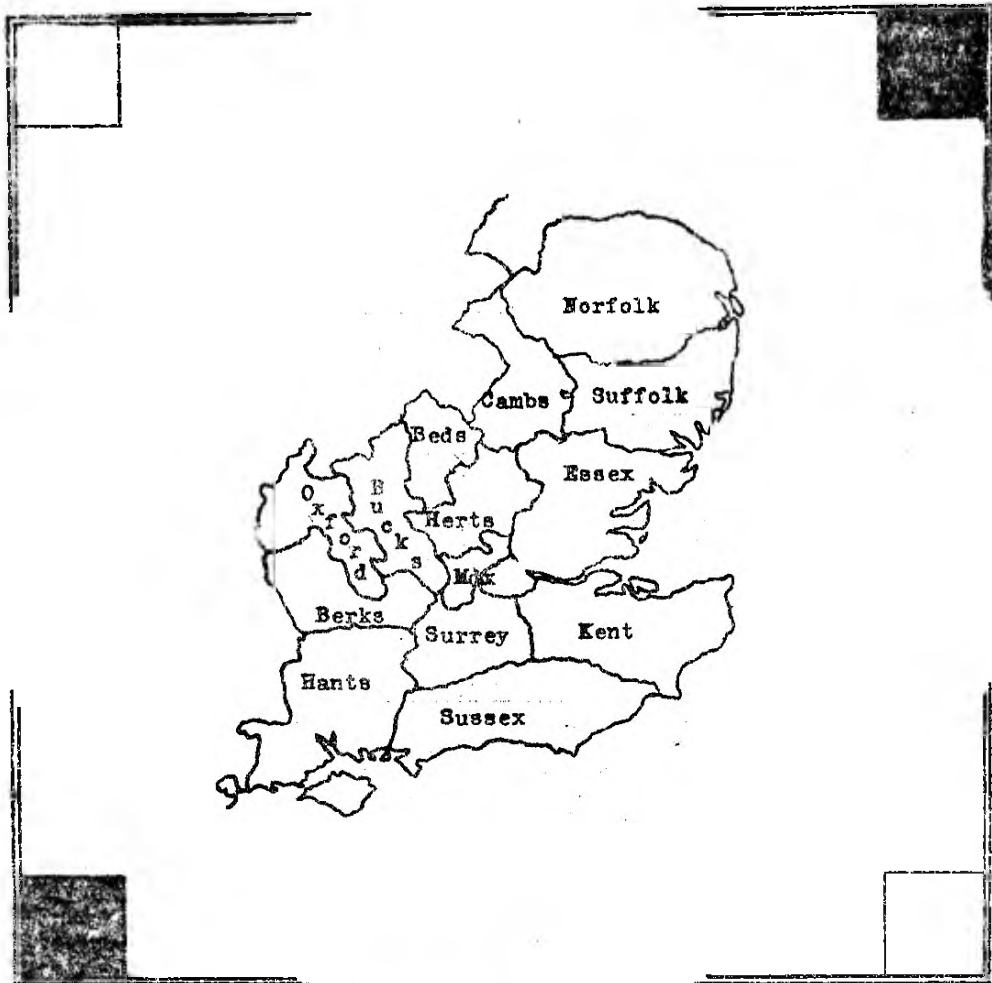 Norfolk
Cambs
Suffolk
Beds
Essex
Oxford
Bucks
Herts
Mdx
Berks
Surrey
Kent
Hants
Sussex